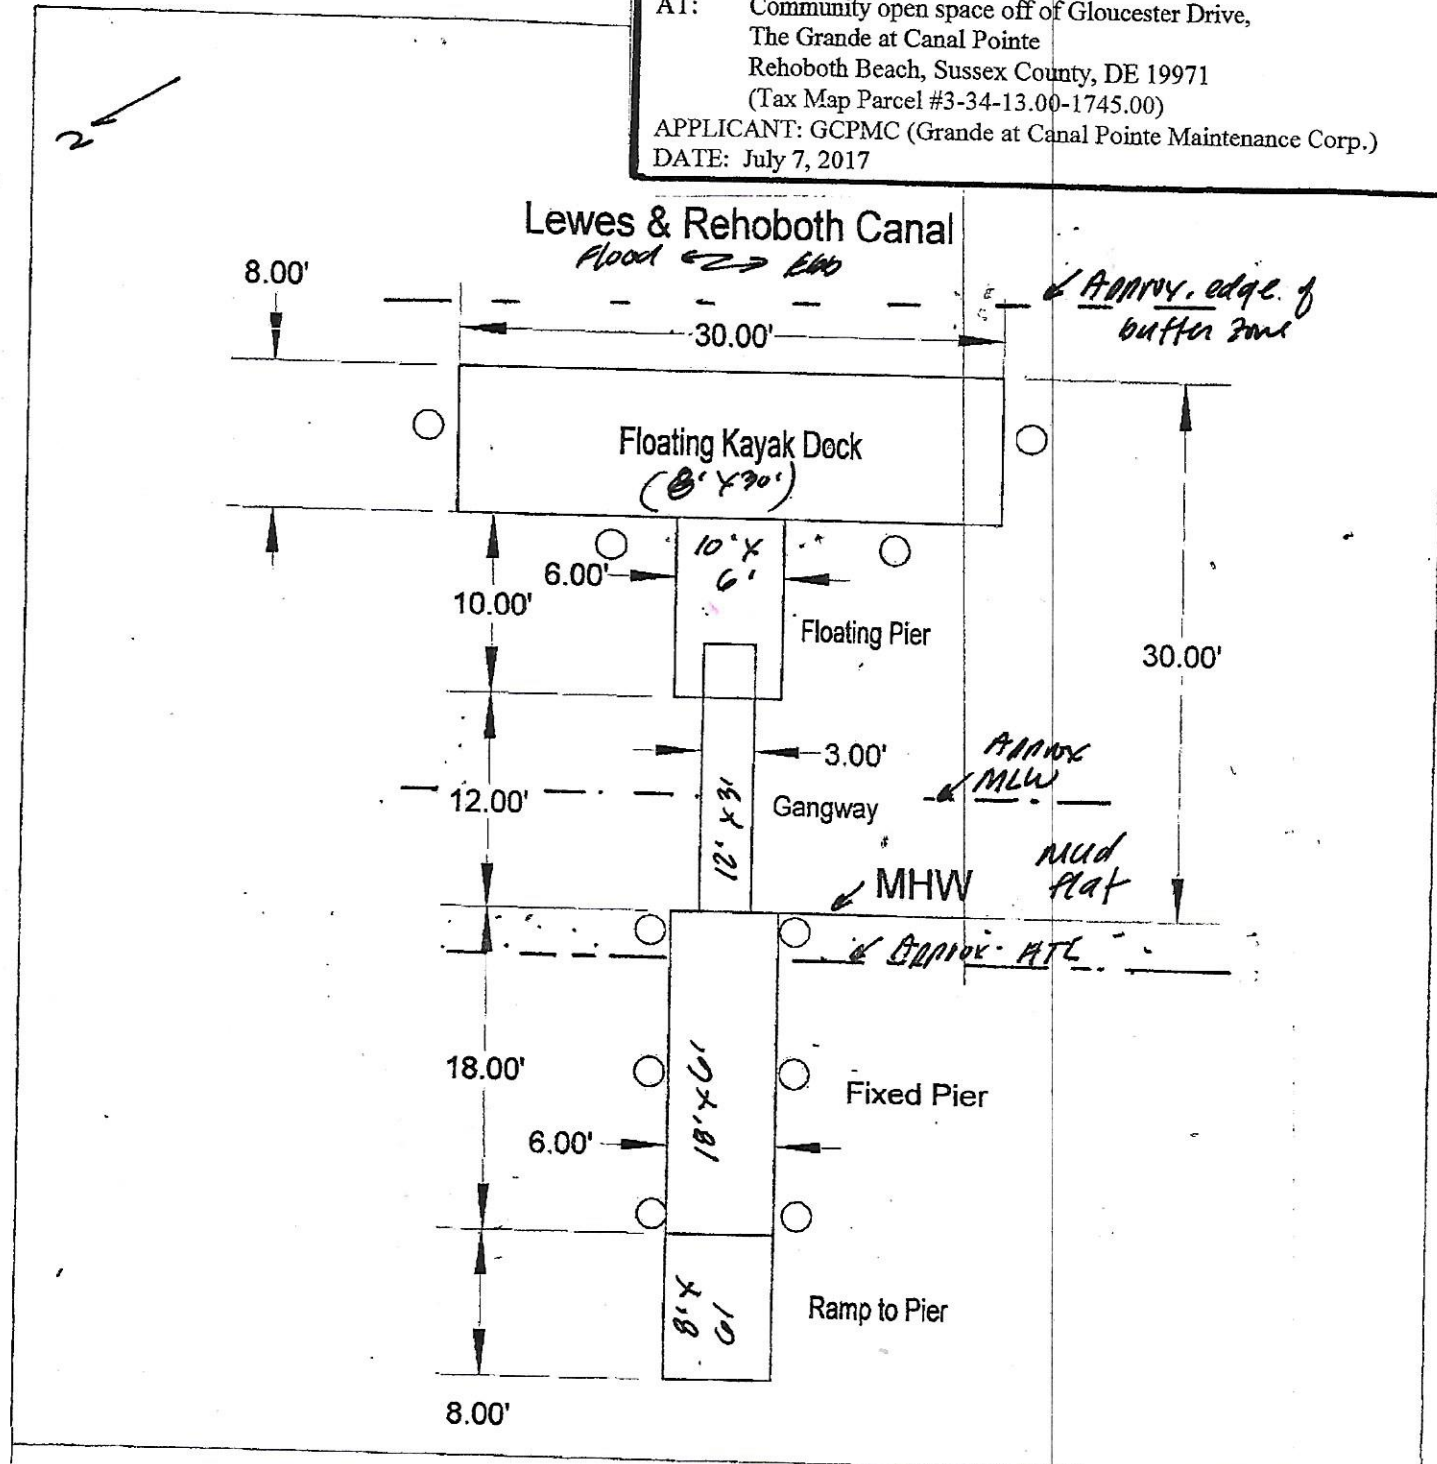 AT: Community open space off of Gloucester Drive,
The Grande at Canal Pointe
Rehoboth Beach, Sussex County, DE 19971
(Tax Map Parcel #3-34-13.00-1745.00)
APPLICANT: GCPMC (Grande at Canal Pointe Maintenance Corp.)
DATE: July 7, 2017
Lewes & Rehoboth Canal
Flood Ebb
8.00'
Approx. edge of
buffer zone
30.00'
Floating Kayak Dock
(8' X 30')
10' X
6'
6.00'
10.00'
Floating Pier
30.00'
3.00'
Approx
MLW
12.00'
12' X 3'
Gangway
Mud
flat
MHW
Approx. HTL
18.00'
18' X 6'
Fixed Pier
6.00'
8' X
6'
Ramp to Pier
8.00'